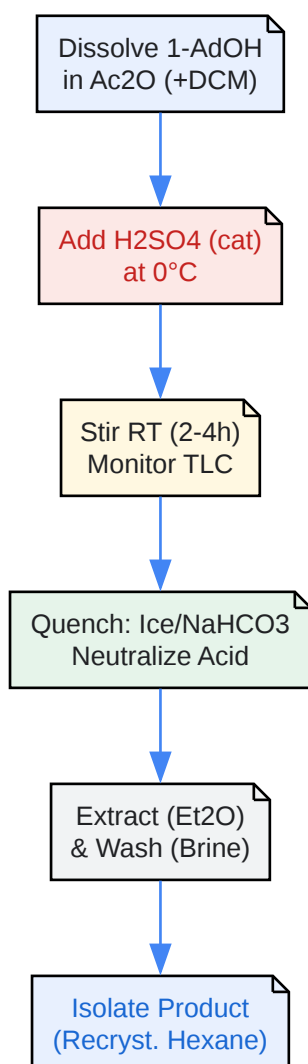 Dissolve 1-AdOH
in Ac2O (+DCM)
Add H2SO4 (cat)
at 0°C
Stir RT (2-4h)
Monitor TLC
Quench: Ice/NaHCO3
Neutralize Acid
Extract (Et2O)
& Wash (Brine)
Isolate Product
(Recryst. Hexane)